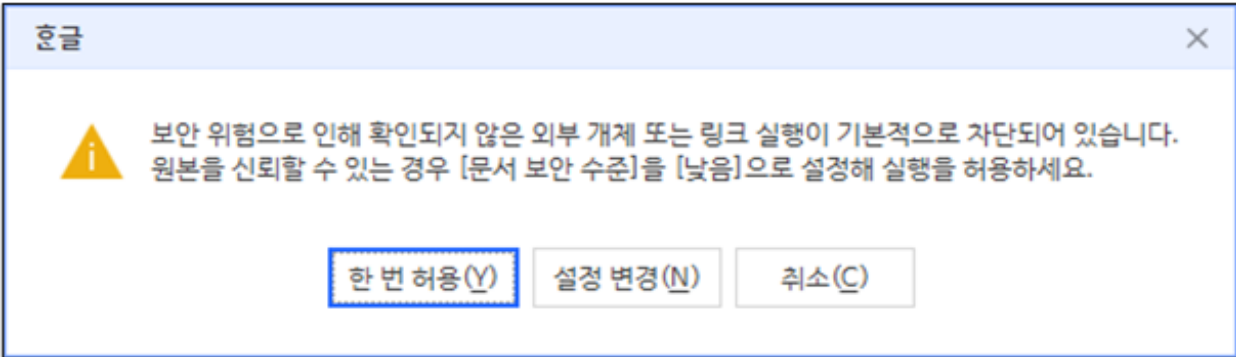 훈글
보안 위험으로 인해 확인되지 않은 외부 개체 또는 링크 실행이 기본적으로 차단되어 있습니다.
원본을 신뢰할 수 있는 경우 [문서 보안 수준]을 [낮음]으로 설정해 실행을 허용하세요.
한 번 허용(Y) 설정 변경(N) 취소(C)